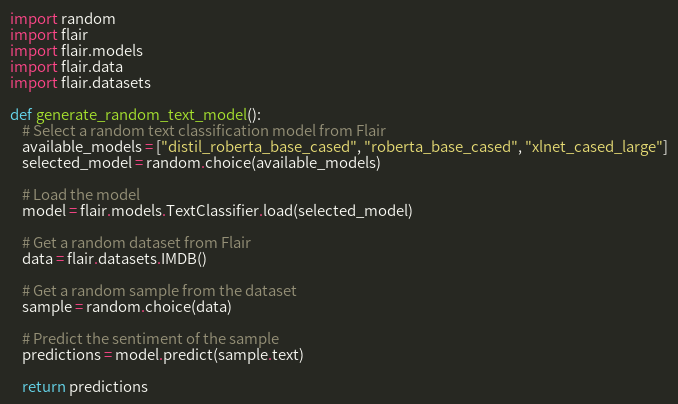 import random
import flair
import flair.models
import flair.data
import flair.datasets

def generate_random_text_model():
    # Select a random text classification model from Flair
    available_models = ["distil_roberta_base_cased", "roberta_base_cased", "xlnet_cased_large"]
    selected_model = random.choice(available_models)

    # Load the model
    model = flair.models.TextClassifier.load(selected_model)

    # Get a random dataset from Flair
    data = flair.datasets.IMDB()

    # Get a random sample from the dataset
    sample = random.choice(data)

    # Predict the sentiment of the sample
    predictions = model.predict(sample.text)

    return predictions